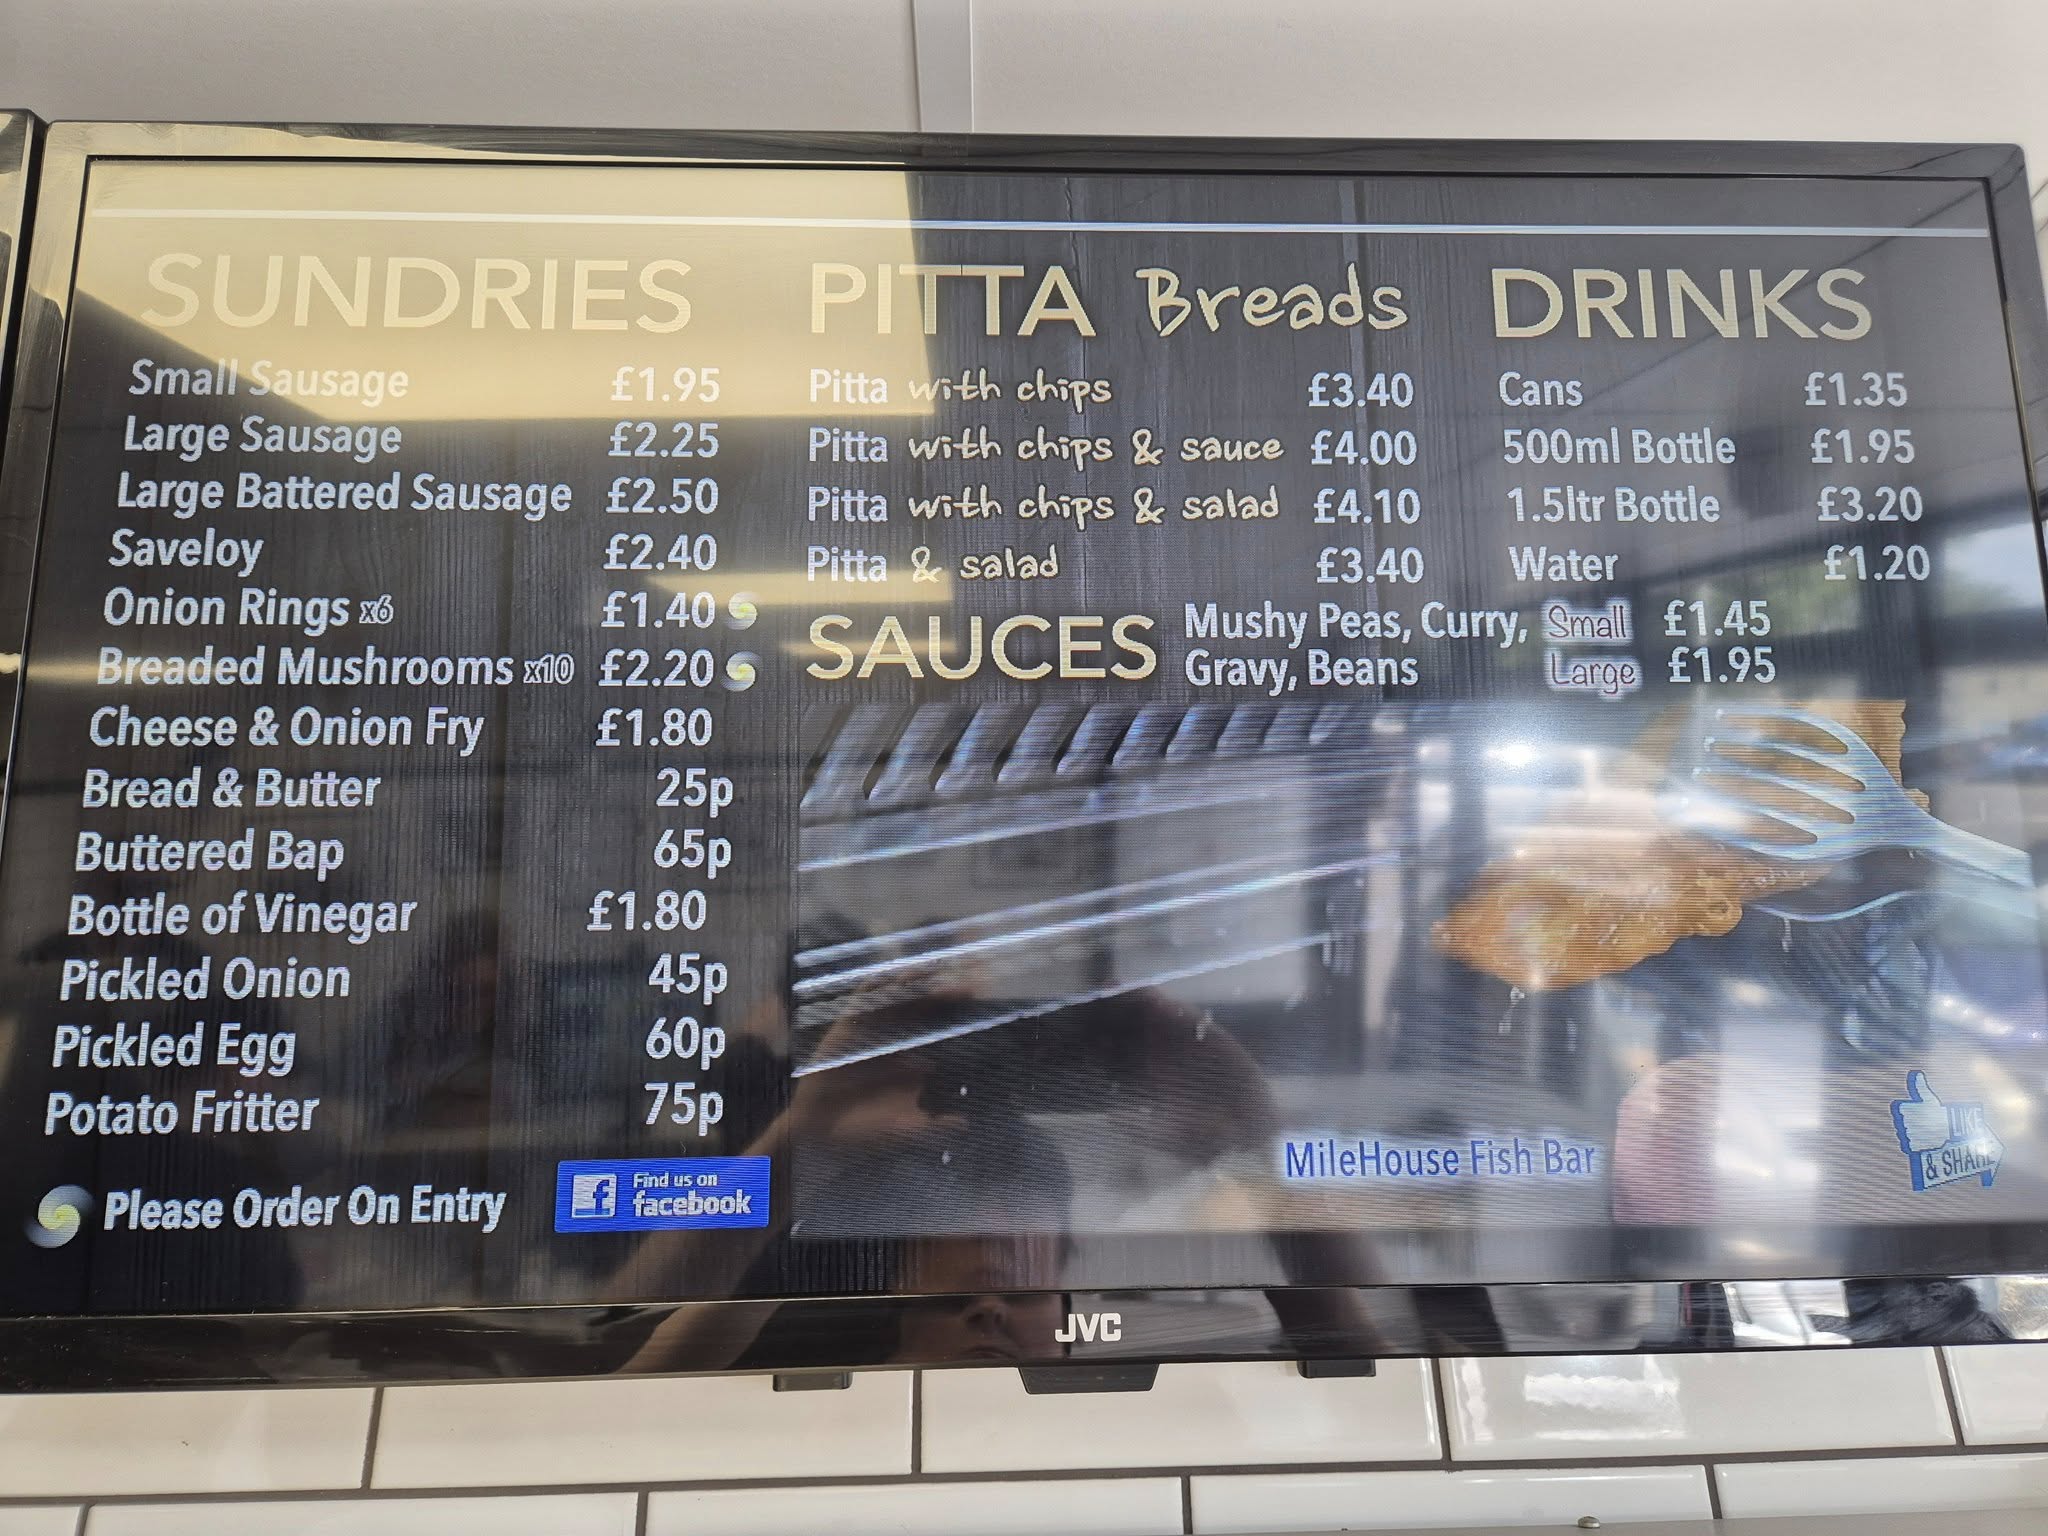 SUNDRIES
Small Sausage £1.95
Large Sausage £2.25
Large Battered Sausage £2.50
Saveloy £2.40
Onion Rings x6 £1.40
Breaded Mushrooms x10 £2.20
Cheese & Onion Fry £1.80
Bread & Butter 25p
Buttered Bap 65p
Bottle of Vinegar £1.80
Pickled Onion 45p
Pickled Egg 60p
Potato Fritter 75p
Please Order On Entry
Find us on
facebook
PITTA Breads
Pitta with chips £3.40
Pitta with chips & sauce £4.00
Pitta with chips & salad £4.10
Pitta & salad £3.40
DRINKS
Cans £1.35
500ml Bottle £1.95
1.5ltr Bottle £3.20
Water £1.20
SAUCES
Mushy Peas, Curry, Small £1.45
Gravy, Beans Large £1.95
MileHouse Fish Bar
LIKE
& SHARE
JVC